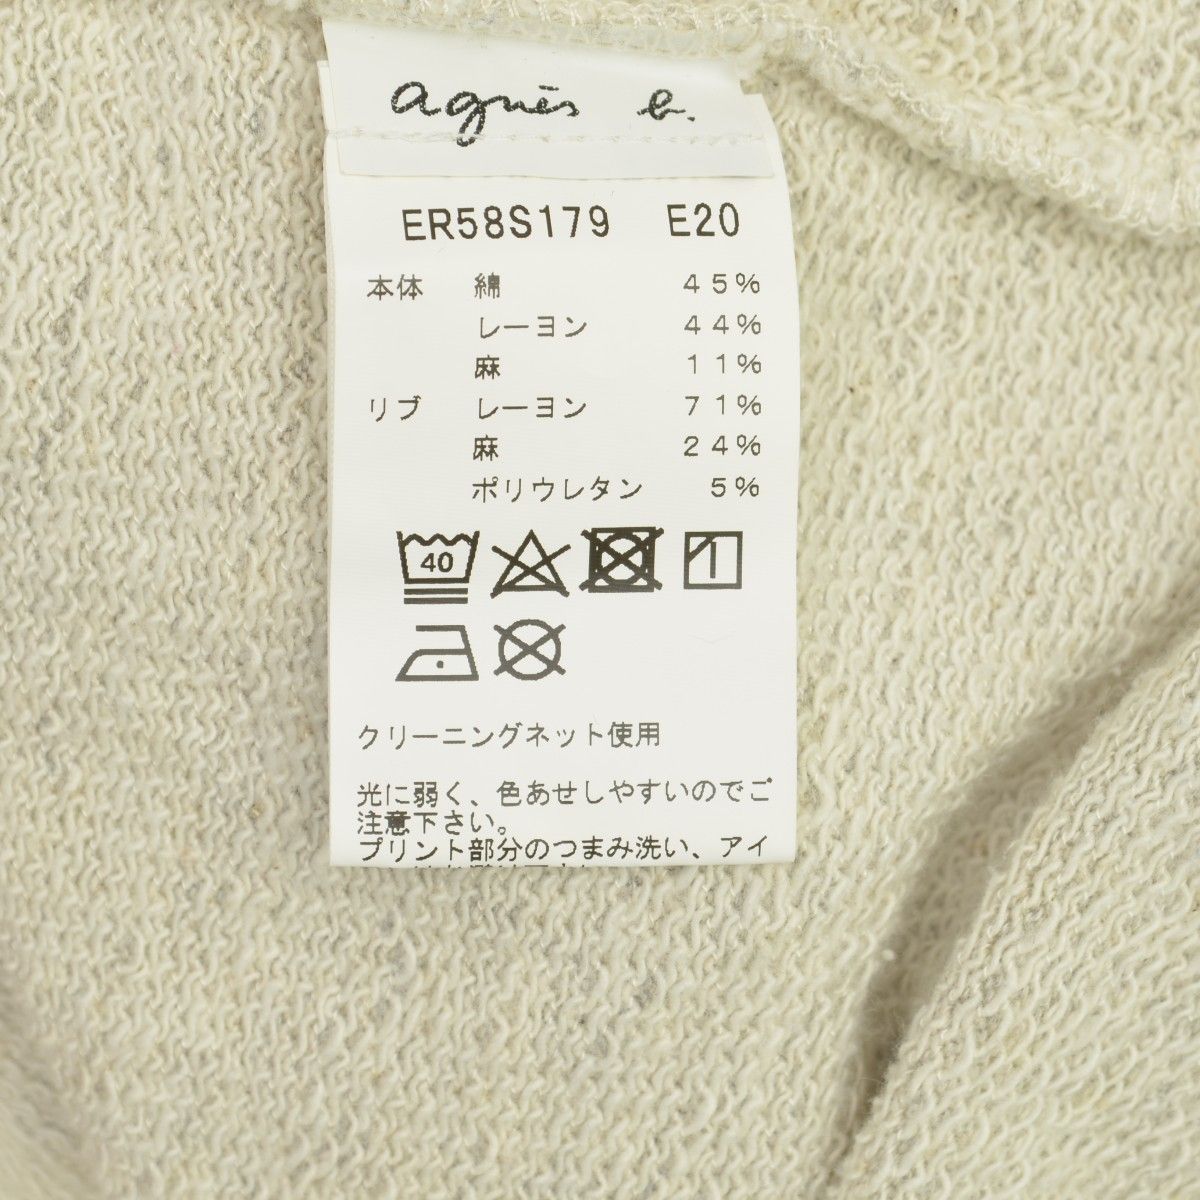 agnès b.
ER58S179 E20
本体 綿 45%
レーヨン 44%
麻 11%
リブ レーヨン 71%
麻 24%
ポリウレタン 5%
40
クリーニングネット使用
光に弱く、色あせしやすいのでご
注意下さい。
プリント部分のつまみ洗い、アイ